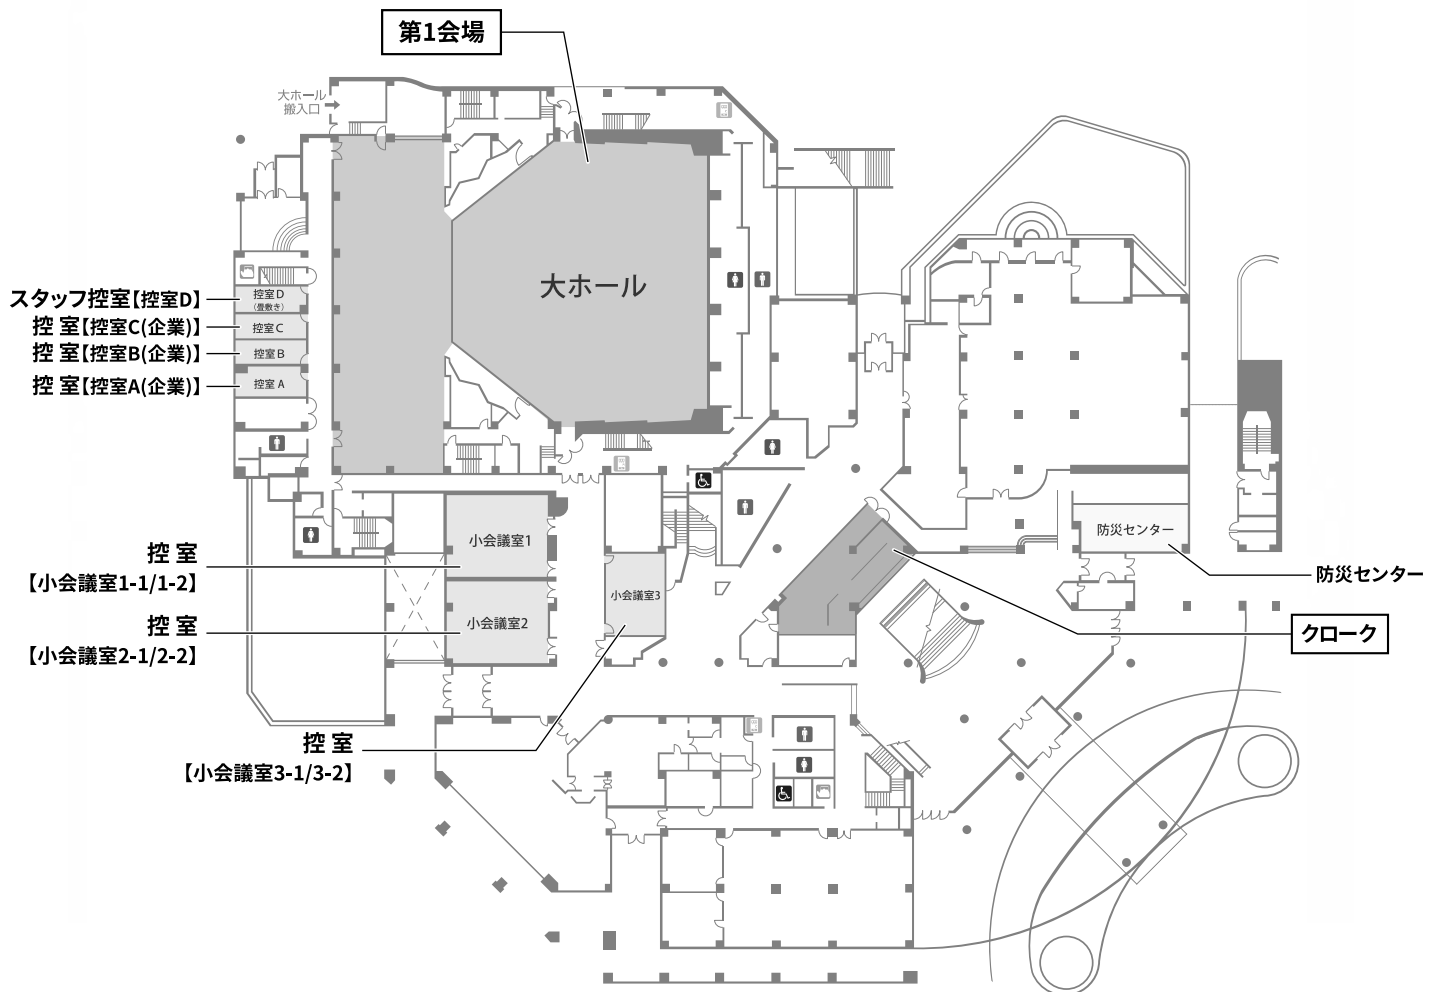 第1会場
大ホール
搬入口
大ホール
控室D
(畳敷き)
控室C
控室B
控室A
スタッフ控室【控室D】
控 室【控室C(企業)】
控 室【控室B(企業)】
控 室【控室A(企業)】
小会議室1
小会議室2
小会議室3
控 室
【小会議室1-1/1-2】
控 室
【小会議室2-1/2-2】
控 室
【小会議室3-1/3-2】
防災センター
防災センター
クローク